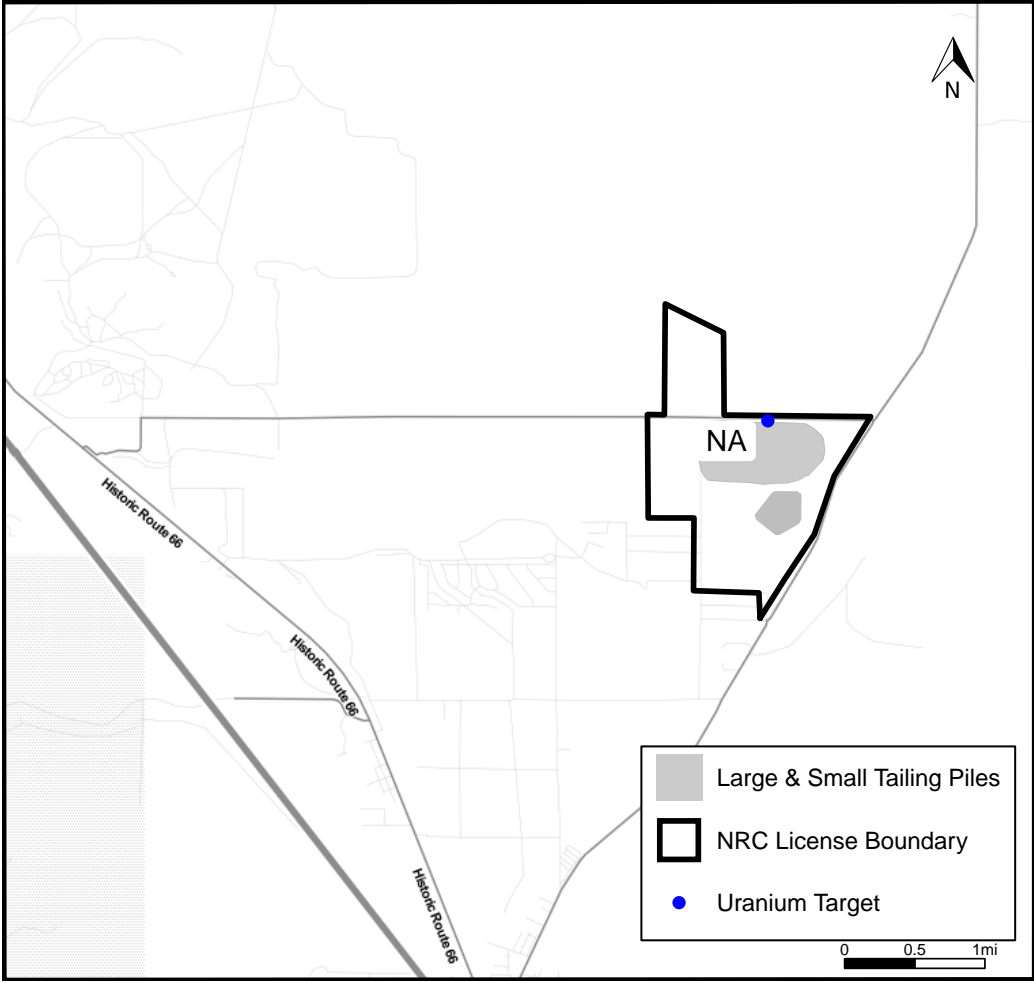 N
NA
Historic Route 66
Historic Route 66
Historic Route 66
Large & Small Tailing Piles
NRC License Boundary
Uranium Target
0 0.5 1mi